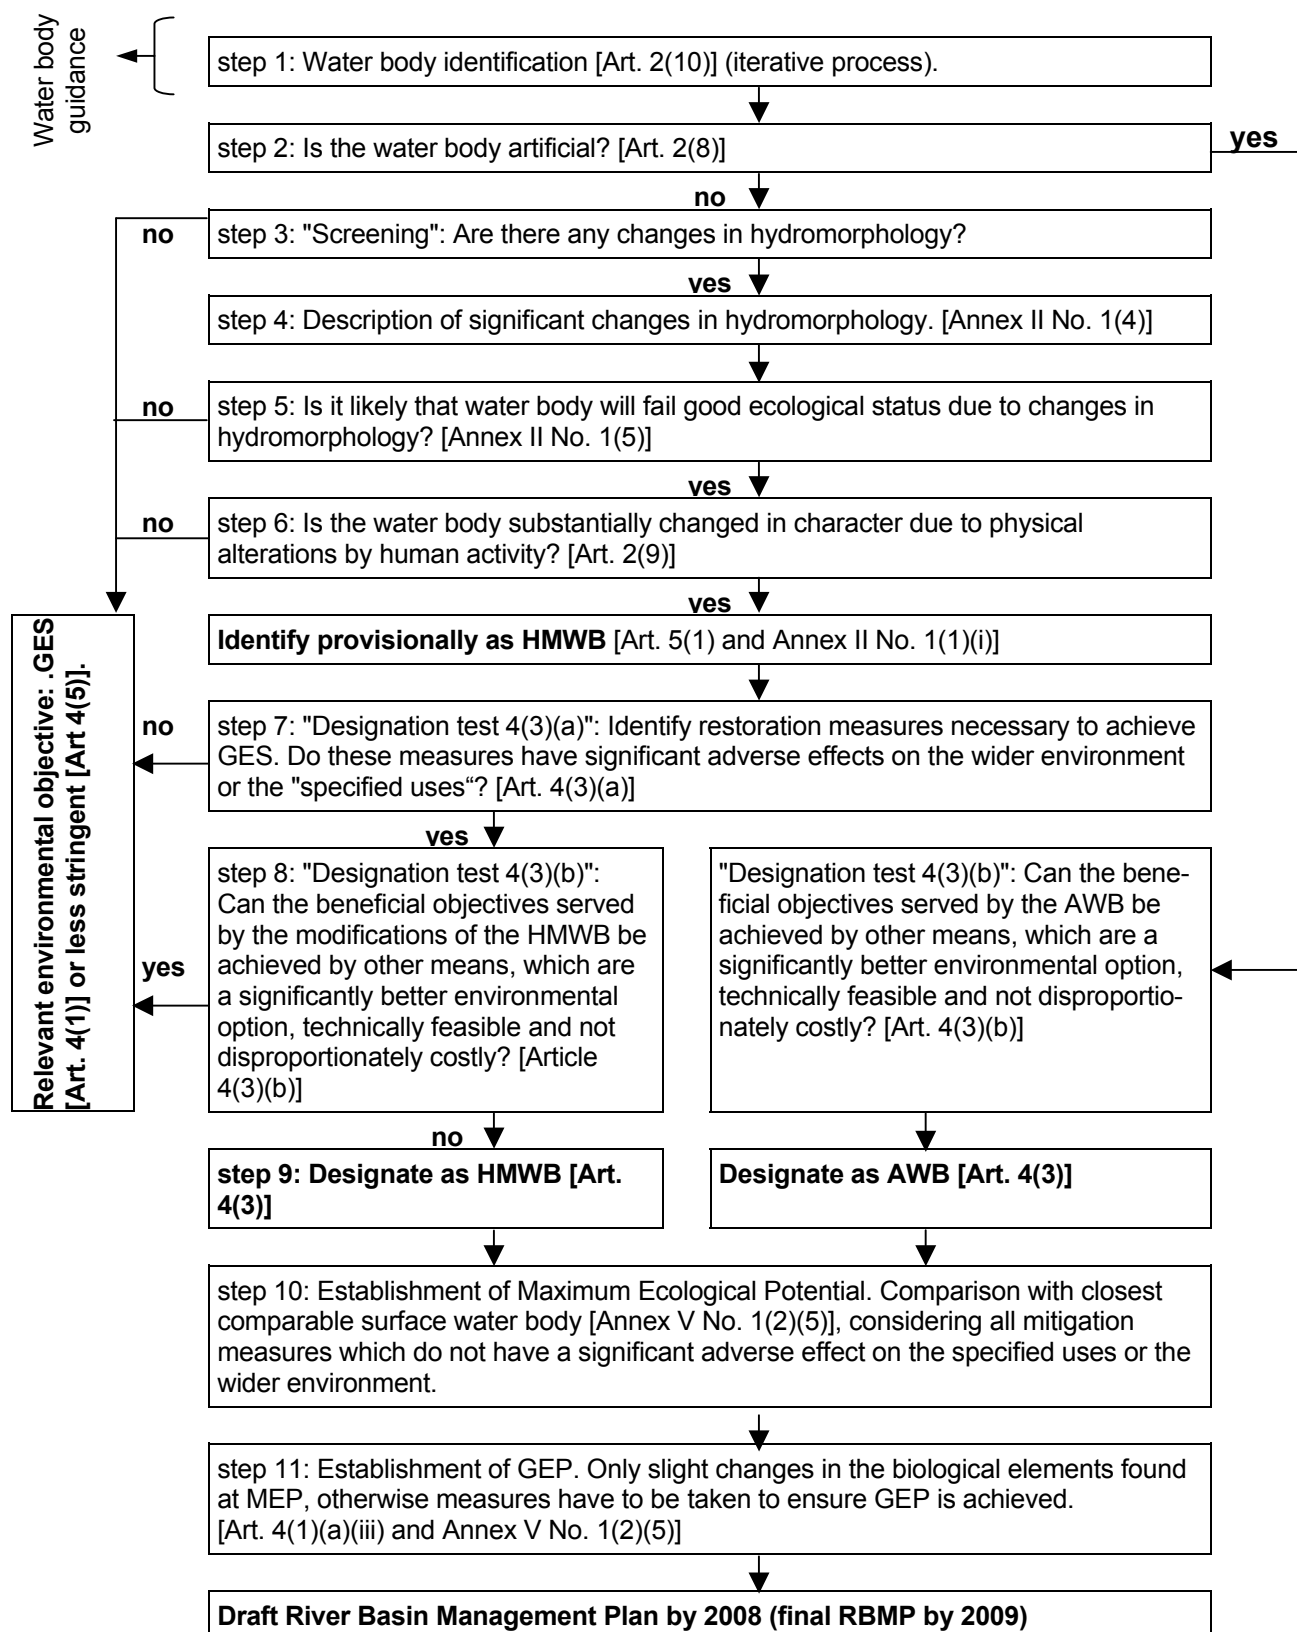 Water body
guidance
step 1: Water body identification [Art. 2(10)] (iterative process).
step 2: Is the water body artificial? [Art. 2(8)]
yes
no
no
step 3: "Screening": Are there any changes in hydromorphology?
yes
step 4: Description of significant changes in hydromorphology. [Annex II No. 1(4)]
no
step 5: Is it likely that water body will fail good ecological status due to changes in
hydromorphology? [Annex II No. 1(5)]
yes
no
step 6: Is the water body substantially changed in character due to physical
alterations by human activity? [Art. 2(9)]
yes
Identify provisionally as HMWB [Art. 5(1) and Annex II No. 1(1)(i)]
Relevant environmental objective: .GES
[Art. 4(1)] or less stringent [Art 4(5)].
no
step 7: "Designation test 4(3)(a)": Identify restoration measures necessary to achieve
GES. Do these measures have significant adverse effects on the wider environment
or the "specified uses“? [Art. 4(3)(a)]
yes
yes
step 8: "Designation test 4(3)(b)":
Can the beneficial objectives served
by the modifications of the HMWB be
achieved by other means, which are
a significantly better environmental
option, technically feasible and not
disproportionately costly? [Article
4(3)(b)]
"Designation test 4(3)(b)": Can the bene-
ficial objectives served by the AWB be
achieved by other means, which are a
significantly better environmental option,
technically feasible and not disproportio-
nately costly? [Art. 4(3)(b)]
no
step 9: Designate as HMWB [Art.
4(3)]
Designate as AWB [Art. 4(3)]
step 10: Establishment of Maximum Ecological Potential. Comparison with closest
comparable surface water body [Annex V No. 1(2)(5)], considering all mitigation
measures which do not have a significant adverse effect on the specified uses or the
wider environment.
step 11: Establishment of GEP. Only slight changes in the biological elements found
at MEP, otherwise measures have to be taken to ensure GEP is achieved.
[Art. 4(1)(a)(iii) and Annex V No. 1(2)(5)]
Draft River Basin Management Plan by 2008 (final RBMP by 2009)